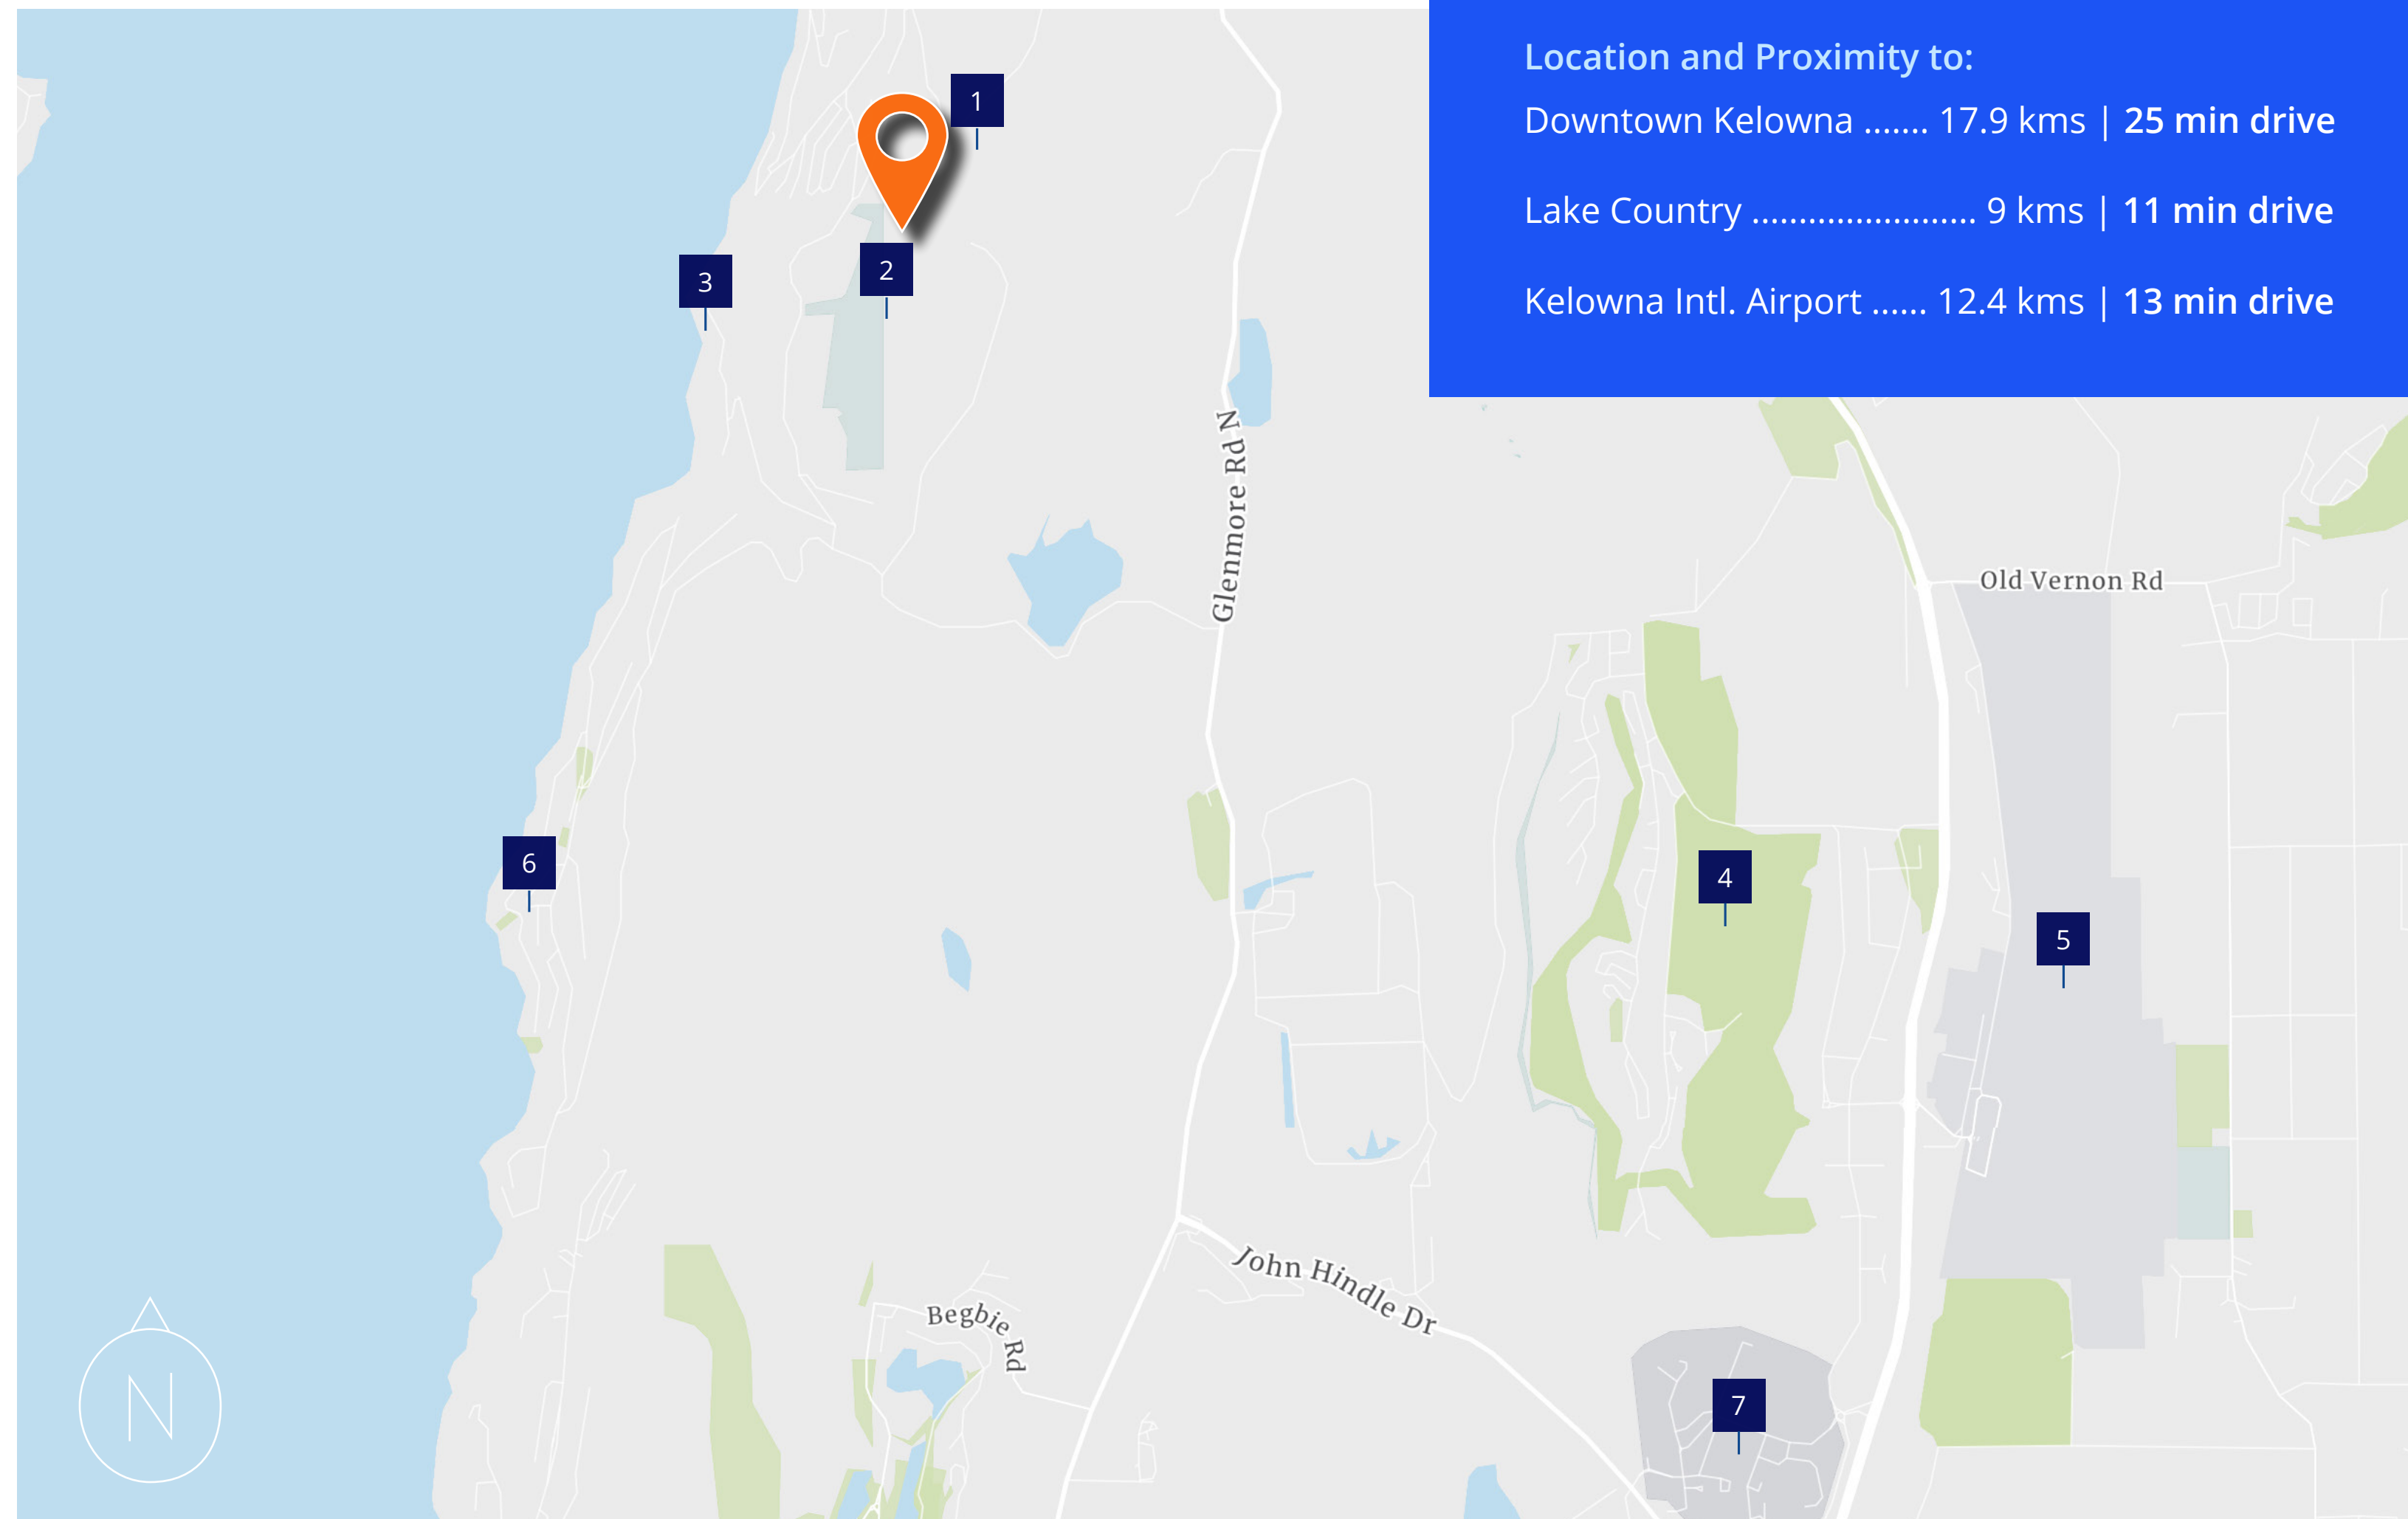 Location and Proximity to:
Downtown Kelowna ....... 17.9 kms | 25 min drive
Lake Country ........................ 9 kms | 11 min drive
Kelowna Intl. Airport ...... 12.4 kms | 13 min drive
1
2
3
Glenmore Rd N
Old Vernon Rd
6
4
5
John Hindle Dr
Begbie Rd
7
N